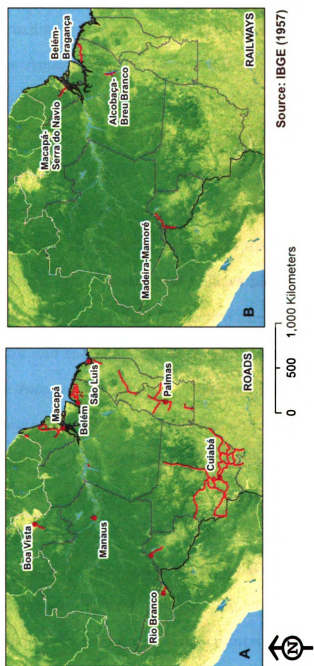 Boa Vista
Macapá
Belém
São Luis
Manaus
Rio Branco
Palmas
Cuiabá
A
ROADS
0
500
1,000 Kilometers
N
Macapá-
Serra do Navio
Belém-
Bragança
Alcobaça-
Breu Branco
Madeira-Mamoré
B
RAILWAYS
Source: IBGE (1957)